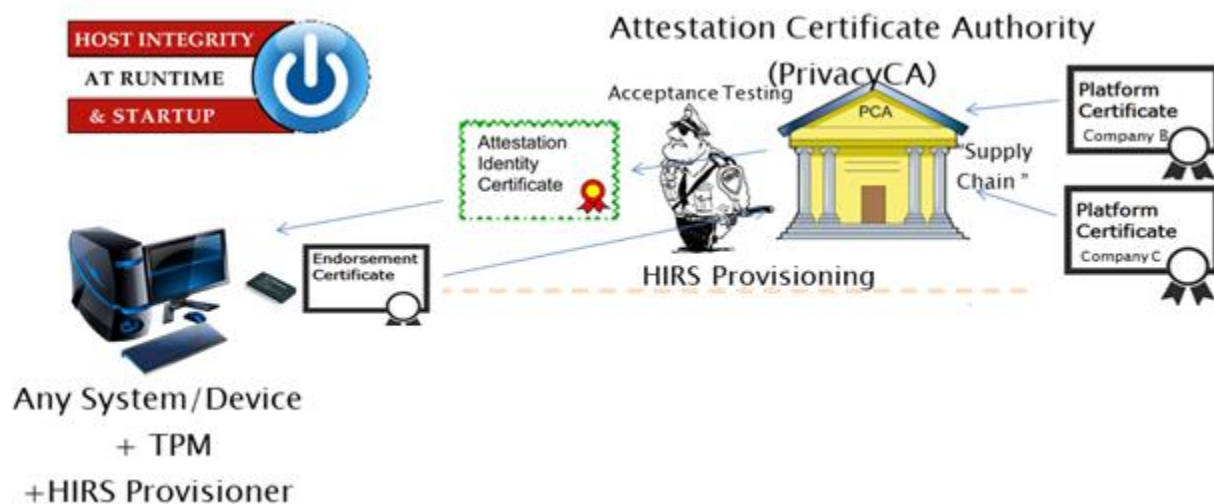 HOST INTEGRITY
AT RUNTIME
& STARTUP
Attestation Certificate Authority
(PrivacyCA)
Acceptance Testing
PCA
Platform
Certificate
Company B
Attestation
Identity
Certificate
"Supply
Chain "
Platform
Certificate
Company C
Endorsement
Certificate
HIRS Provisioning
Any System/Device
+ TPM
+HIRS Provisioner